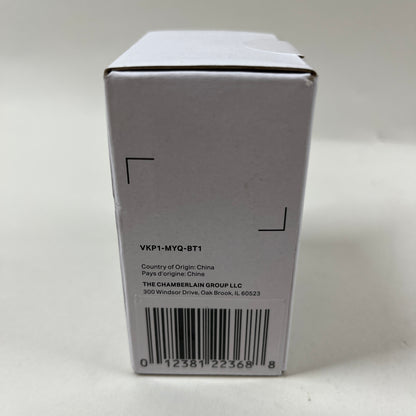 VKP1-MYQ-BT1
Country of Origin: China
Pays d'origine: Chine
THE CHAMBERLAIN GROUP LLC
300 Windsor Drive, Oak Brook, IL 60523
0 12381 22368 8